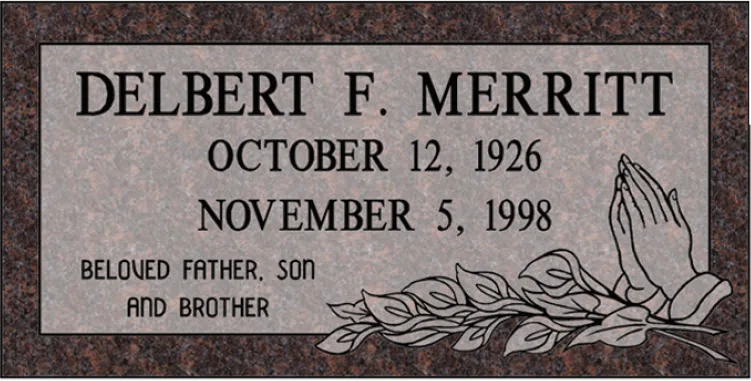 DELBERT F. MERRITT
OCTOBER 12, 1926
NOVEMBER 5, 1998
BELOVED FATHER, SON
AND BROTHER